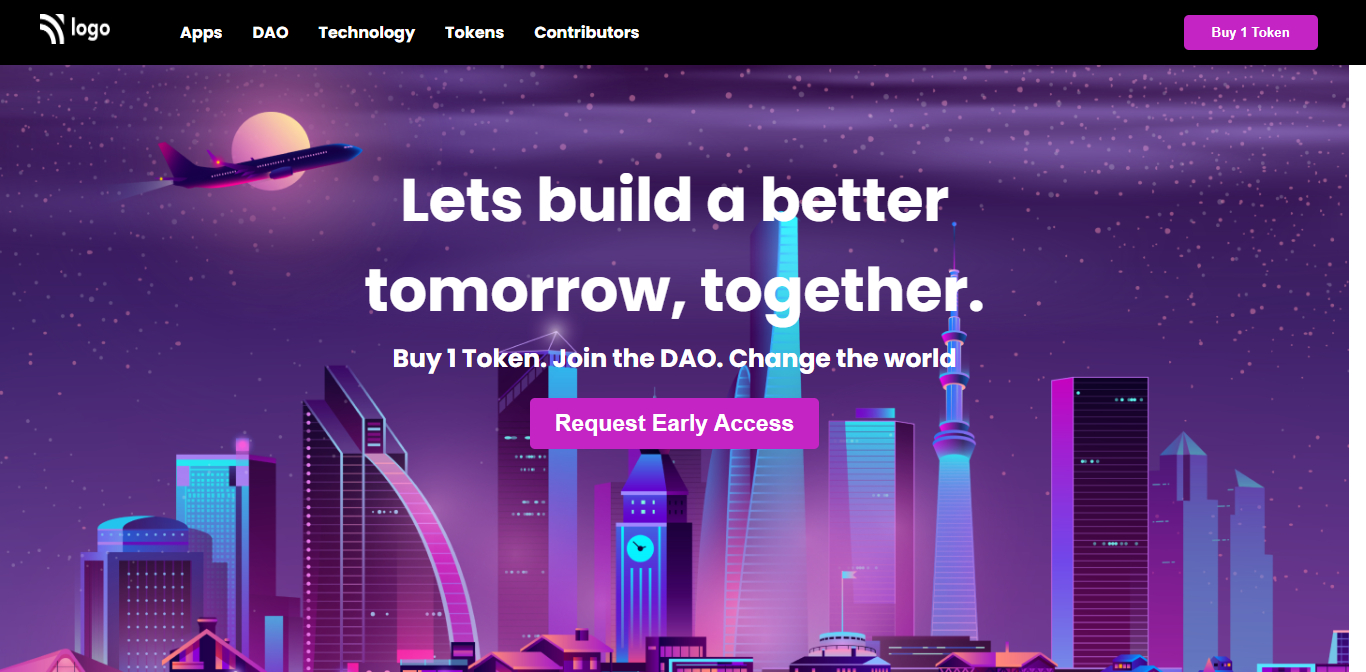 logo
Apps DAO Technology Tokens Contributors
Buy 1 Token
Lets build a better
tomorrow, together.
Buy 1 Token. Join the DAO. Change the world
Request Early Access